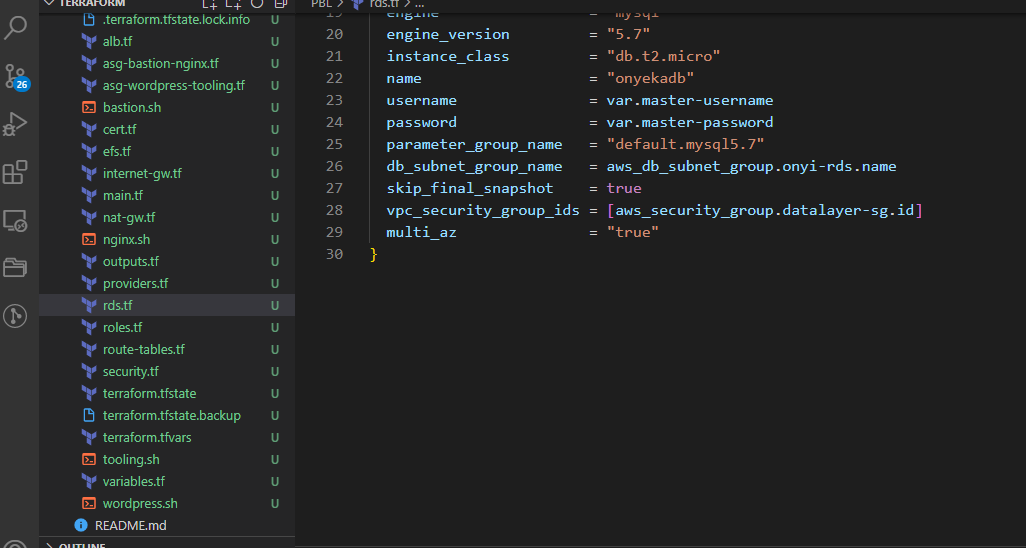 TERRAFORM
.terraform.tfstate.lock.info U
alb.tf U
asg-bastion-nginx.tf U
asg-wordpress-tooling.tf U
bastion.sh U
cert.tf U
efs.tf U
internet-gw.tf U
main.tf U
nat-gw.tf U
nginx.sh U
outputs.tf U
providers.tf U
rds.tf U
roles.tf U
route-tables.tf U
security.tf U
terraform.tfstate U
terraform.tfstate.backup U
terraform.tfvars U
tooling.sh U
variables.tf U
wordpress.sh U
README.md
OUTLINE
26
PBL > rds.tf > ...
19 engine = "mysql"
20 engine_version = "5.7"
21 instance_class = "db.t2.micro"
22 name = "onyekadb"
23 username = var.master-username
24 password = var.master-password
25 parameter_group_name = "default.mysql5.7"
26 db_subnet_group_name = aws_db_subnet_group.onyi-rds.name
27 skip_final_snapshot = true
28 vpc_security_group_ids = [aws_security_group.datalayer-sg.id]
29 multi_az = "true"
30 }